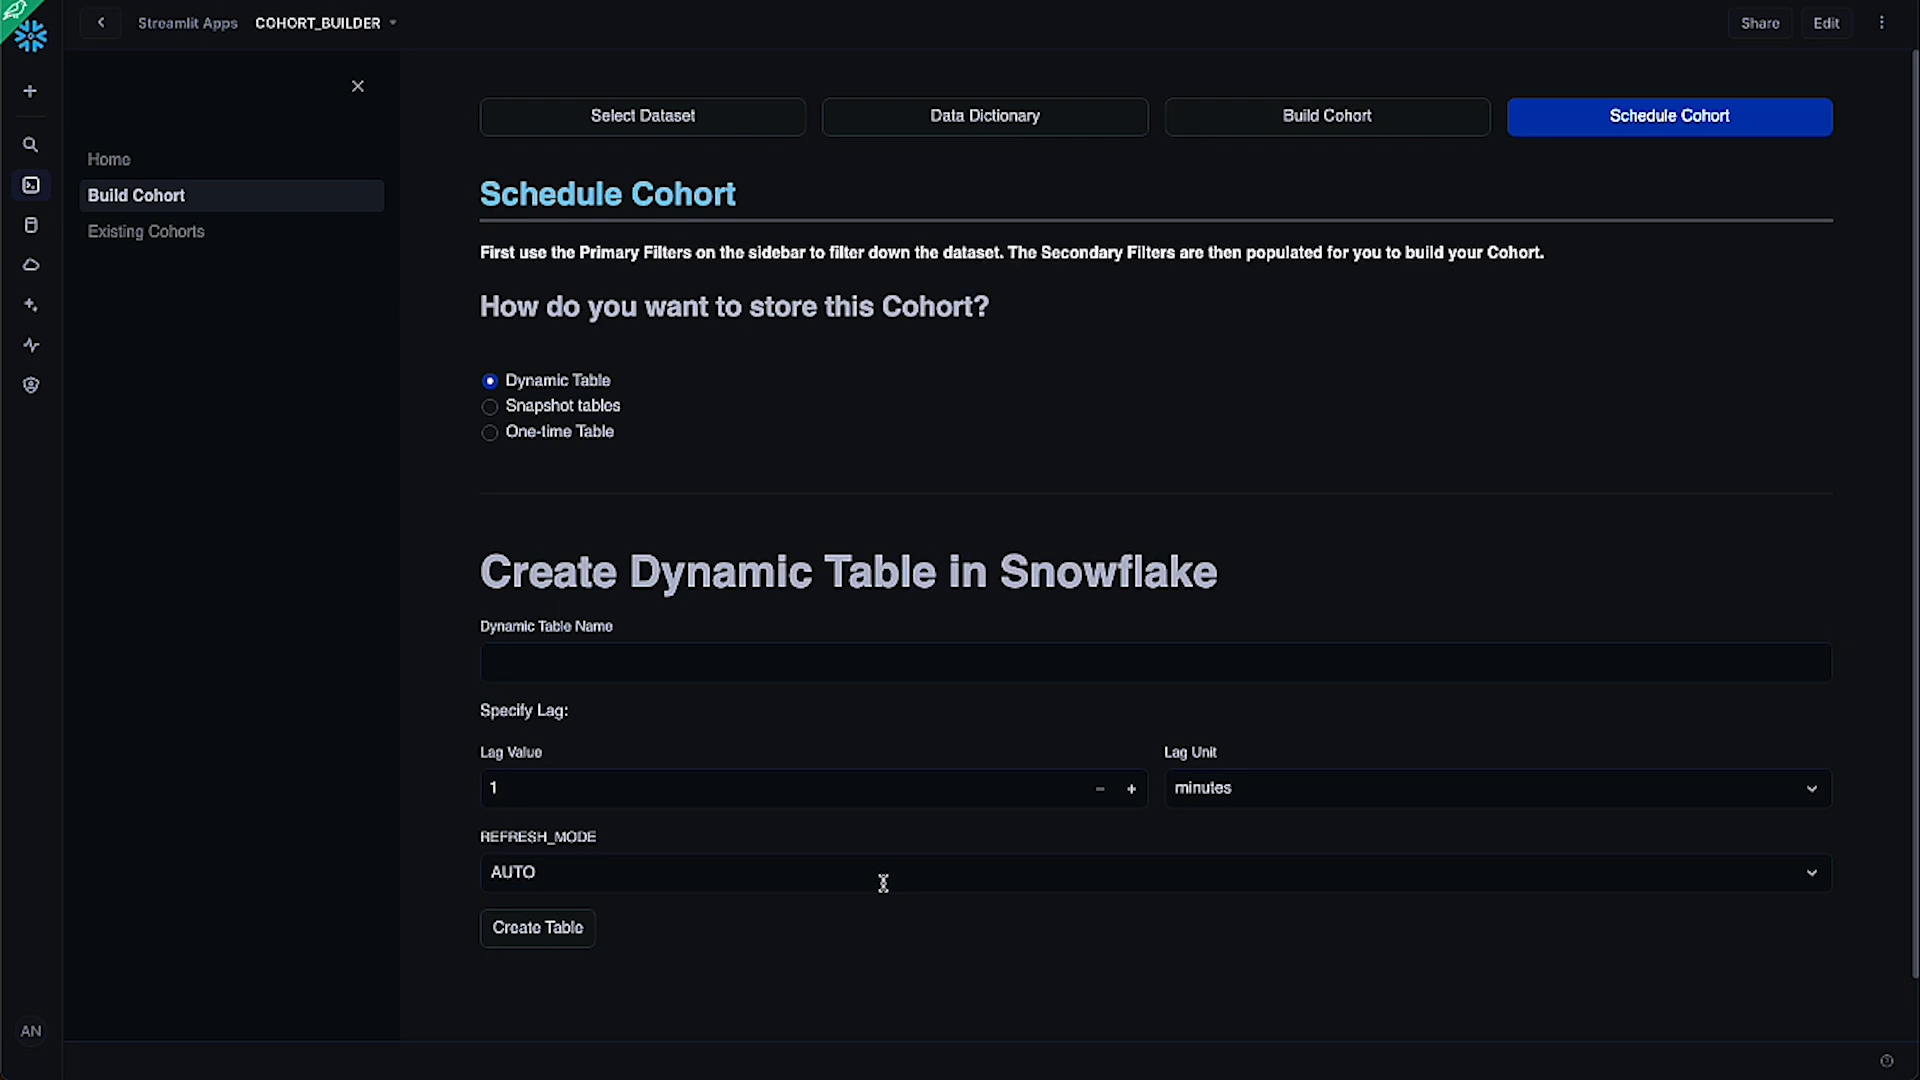 Streamlit Apps COHORT_BUILDER
Share
Edit
Home
Build Cohort
Existing Cohorts
AN
Select Dataset
Data Dictionary
Build Cohort
Schedule Cohort
Schedule Cohort
First use the Primary Filters on the sidebar to filter down the dataset. The Secondary Filters are then populated for you to build your Cohort.
How do you want to store this Cohort?
Dynamic Table
Snapshot tables
One-time Table
Create Dynamic Table in Snowflake
Dynamic Table Name
Specify Lag:
Lag Value
1
Lag Unit
minutes
REFRESH_MODE
AUTO
Create Table